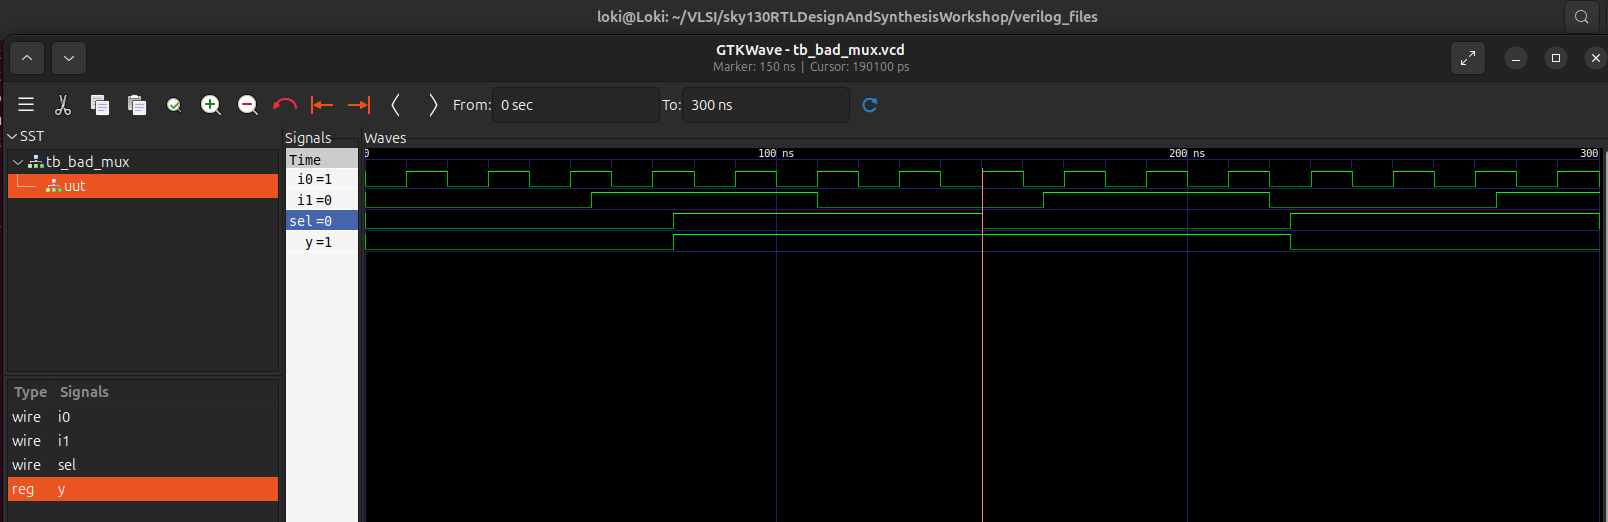 loki@Loki: ~/VLSI/sky130RTLDesignAndSynthesisWorkshop/verilog_files
GTKWave - tb_bad_mux.vcd
Marker: 150 ns | Cursor: 190100 ps
From: 0 sec To: 300 ns
SST
tb_bad_mux
uut
Signals
Time
i0 =1
i1 =0
sel =0
y =1
Waves
0 100 ns 200 ns 300
Type Signals
wire i0
wire i1
wire sel
reg y